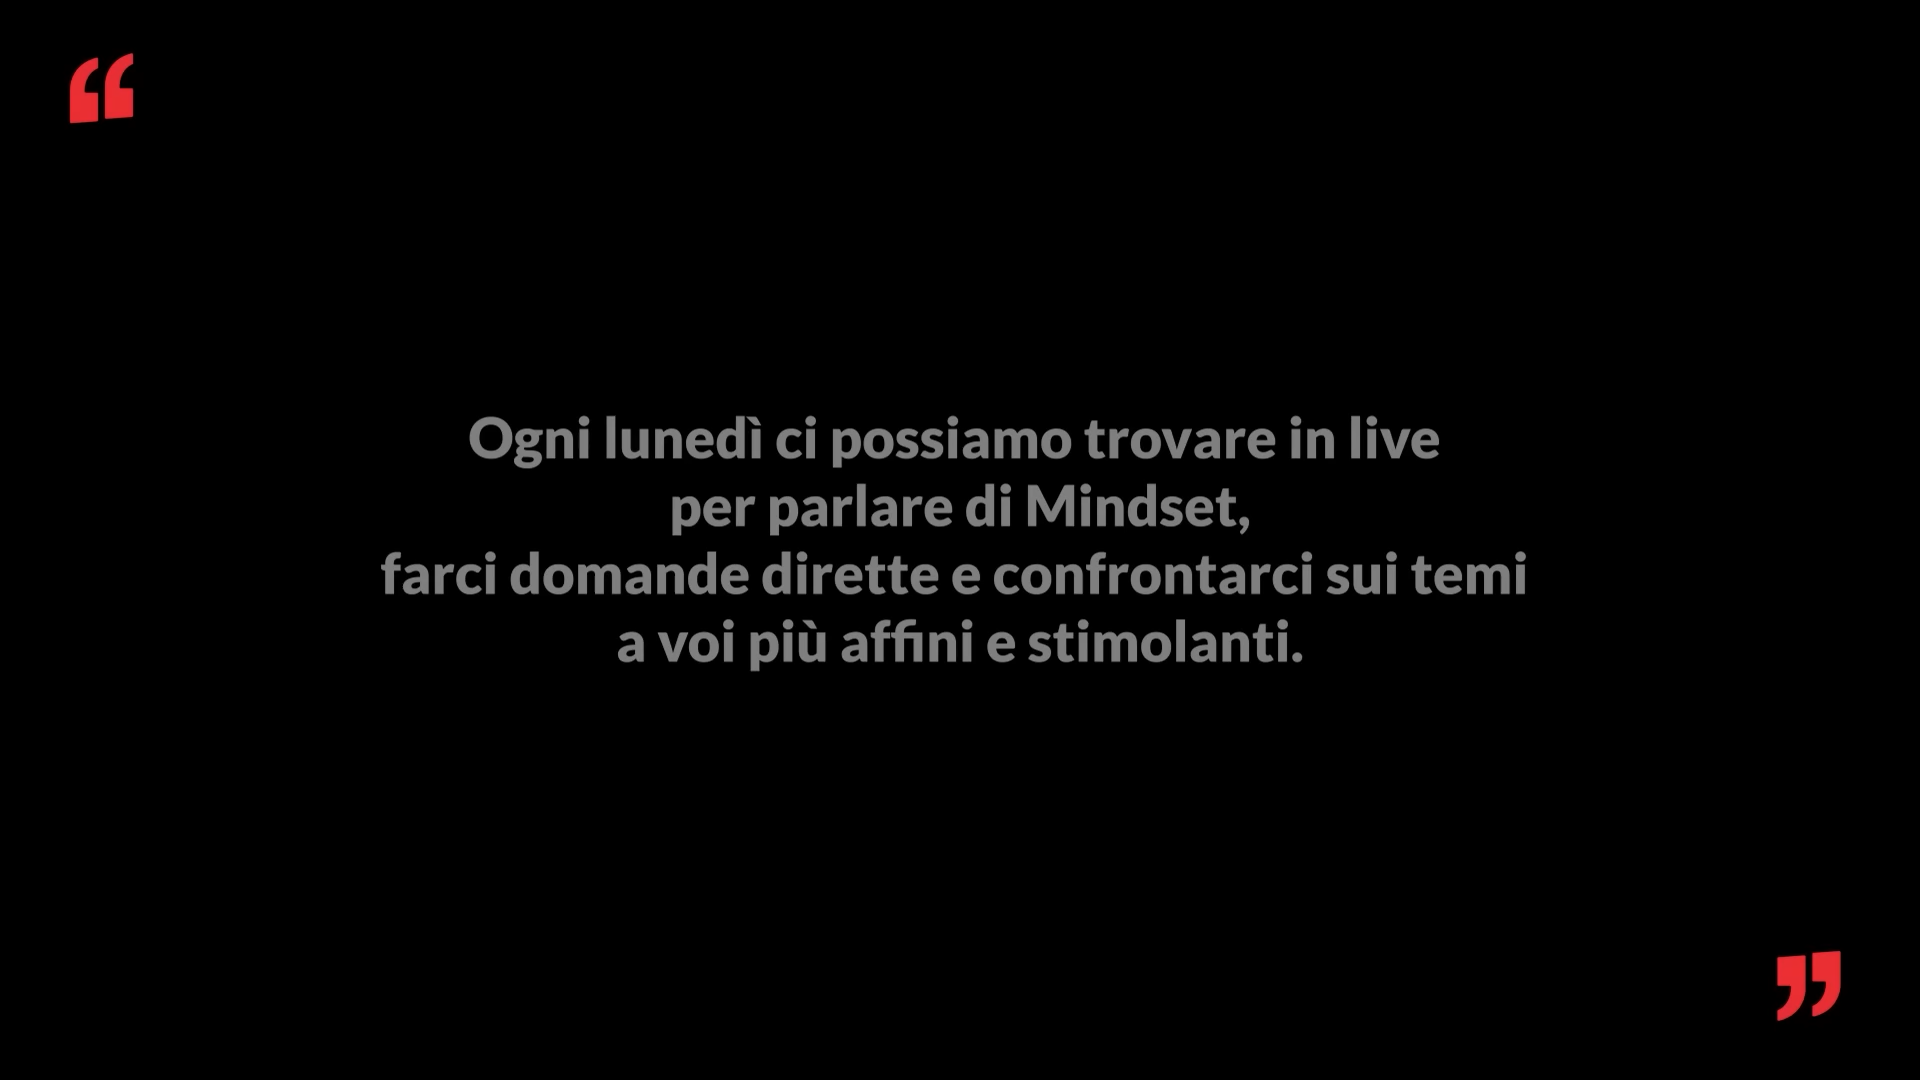 “
Ogni lunedì ci possiamo trovare in live
per parlare di Mindset,
farci domande dirette e confrontarci sui temi
a voi più affini e stimolanti.
”